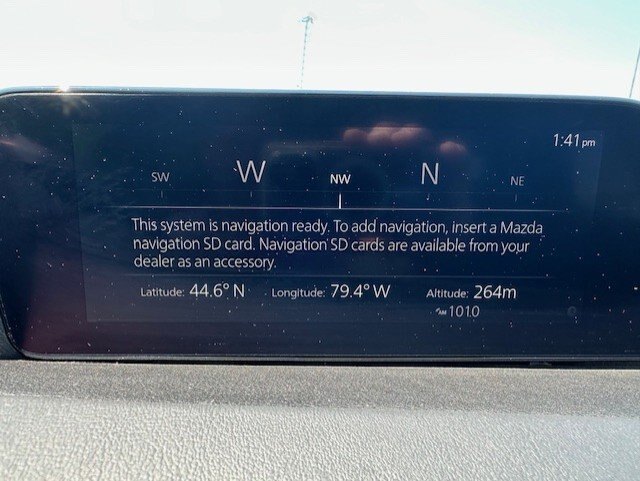 1:41 pm
SW W NW N NE
This system is navigation ready. To add navigation, insert a Mazda
navigation SD card. Navigation SD cards are available from your
dealer as an accessory.
Latitude: 44.6° N Longitude: 79.4° W Altitude: 264m
AM 1010